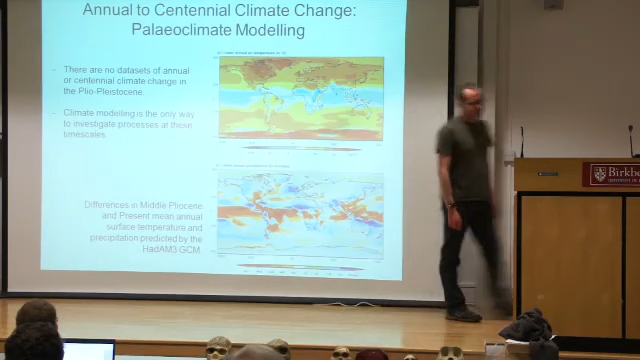 Annual to Centennial Climate Change:
Palaeoclimate Modelling
There are no datasets of annual
or centennial climate change in
the Plio-Pleistocene.
Climate modelling is the only way
to investigate processes at these
timescales.
Differences in Middle Pliocene
and Present mean annual
surface temperature and
precipitation predicted by the
HadAM3 GCM.
Birkb